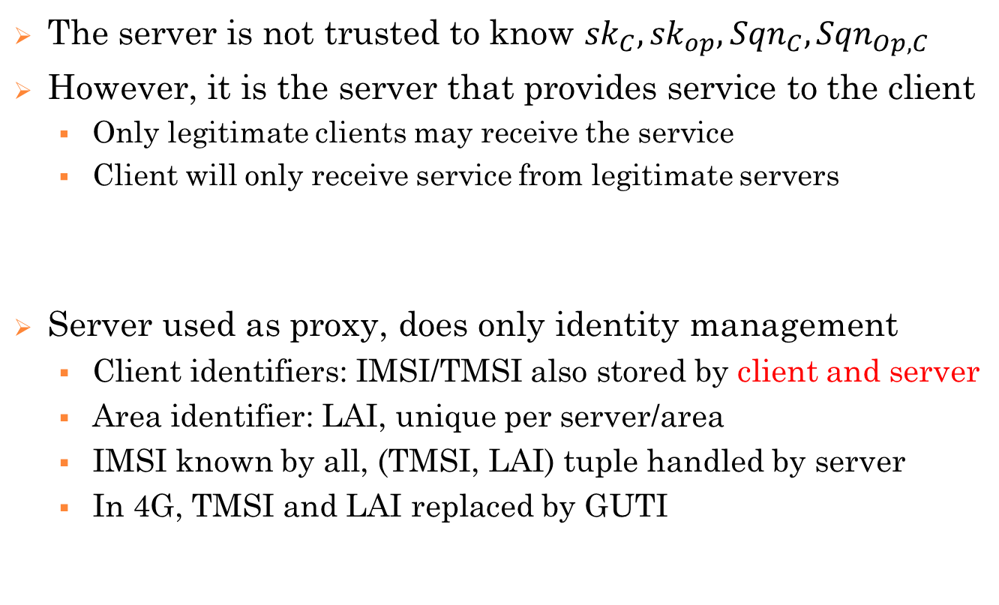 ➢ The server is not trusted to know $sk_C, sk_{op}, Sqn_C, Sqn_{Op,C}$
➢ However, it is the server that provides service to the client
▪ Only legitimate clients may receive the service
▪ Client will only receive service from legitimate servers
➢ Server used as proxy, does only identity management
▪ Client identifiers: IMSI/TMSI also stored by client and server
▪ Area identifier: LAI, unique per server/area
▪ IMSI known by all, (TMSI, LAI) tuple handled by server
▪ In 4G, TMSI and LAI replaced by GUTI